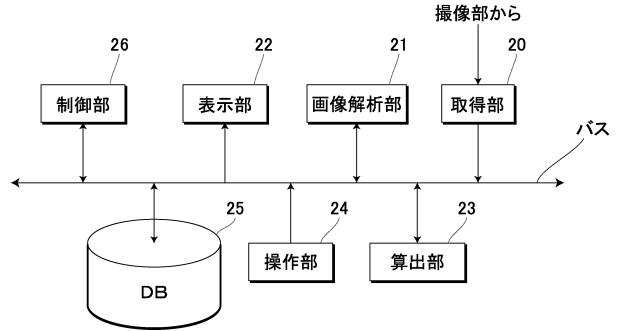 撮像部から
26
22
21
20
制御部
表示部
画像解析部
取得部
バス
25
24
23
操作部
算出部
DB